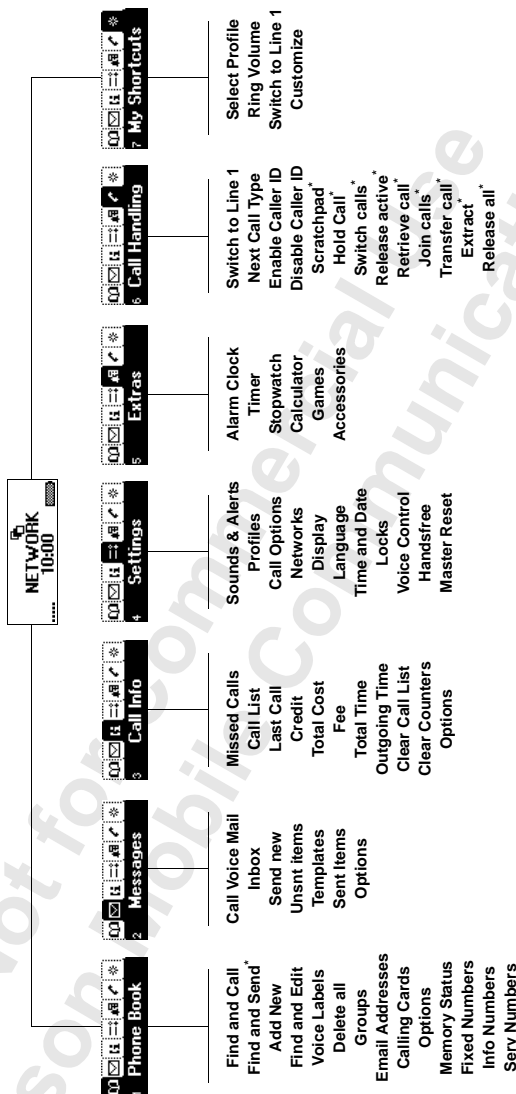 NETWORK
10:00
1 Phone Book
Find and Call
Find and Send*
Add New
Find and Edit
Voice Labels
Delete all
Groups
Email Addresses
Calling Cards
Options
Memory Status
Fixed Numbers
Info Numbers
Serv Numbers
2 Messages
Call Voice Mail
Inbox
Send new
Unsnt items
Templates
Sent Items
Options
3 Call Info
Missed Calls
Call List
Last Call
Credit
Total Cost
Fee
Total Time
Outgoing Time
Clear Call List
Clear Counters
Options
4 Settings
Sounds & Alerts
Profiles
Call Options
Networks
Display
Language
Time and Date
Locks
Voice Control
Handsfree
Master Reset
5 Extras
Alarm Clock
Timer
Stopwatch
Calculator
Games
Accessories
6 Call Handling
Switch to Line 1
Next Call Type
Enable Caller ID
Disable Caller ID
Scratchpad*
Hold Call*
Switch calls*
Release active*
Retrieve call*
Join calls*
Transfer call*
Extract*
Release all*
7 My Shortcuts
Select Profile
Ring Volume
Switch to Line 1
Customize
Not for Commercial Use
son Mobile Communicati